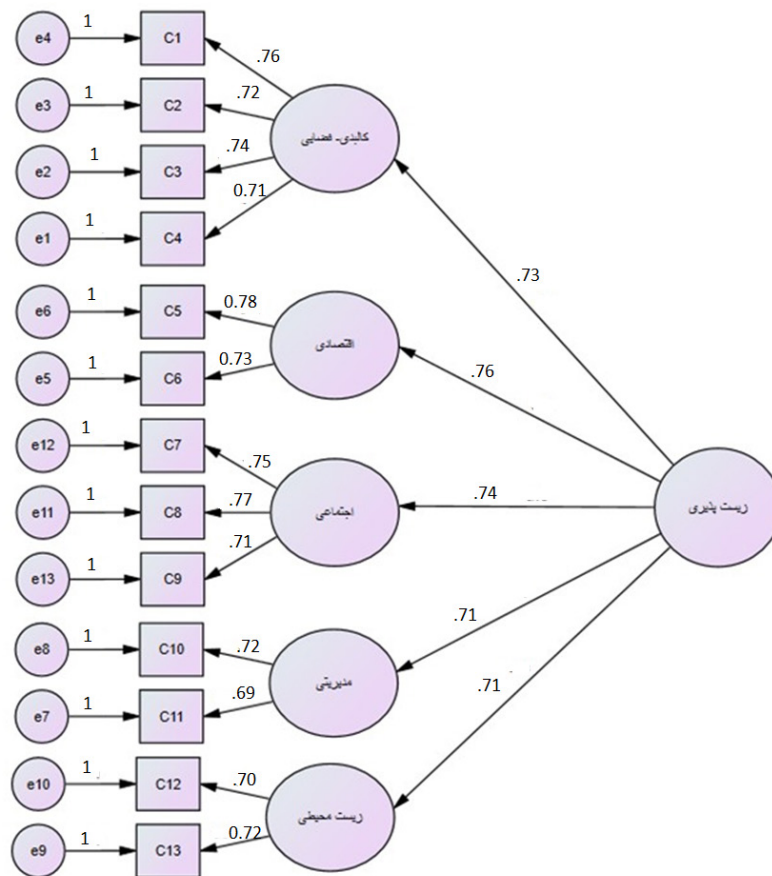 e4 1 C1 .76
e3 1 C2 .72
کالبدی- فضایی
e2 1 C3 .74
e1 1 C4 0.71
.73
e6 1 C5 0.78
اقتصادی
e5 1 C6 0.73
.76
e12 1 C7 .75
e11 1 C8 .77
اجتماعی
.74
زیست پذیری
e13 1 C9 .71
e8 1 C10 .72
.71
مدیریتی
e7 1 C11 .69
.71
e10 1 C12 .70
زیست محیطی
e9 1 C13 0.72